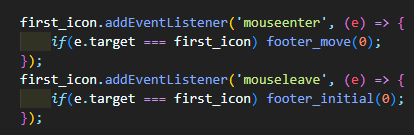 first_icon.addEventListener('mouseenter', (e) => {
    if(e.target === first_icon) footer_move(0);
});
first_icon.addEventListener('mouseleave', (e) => {
    if(e.target === first_icon) footer_initial(0);
});